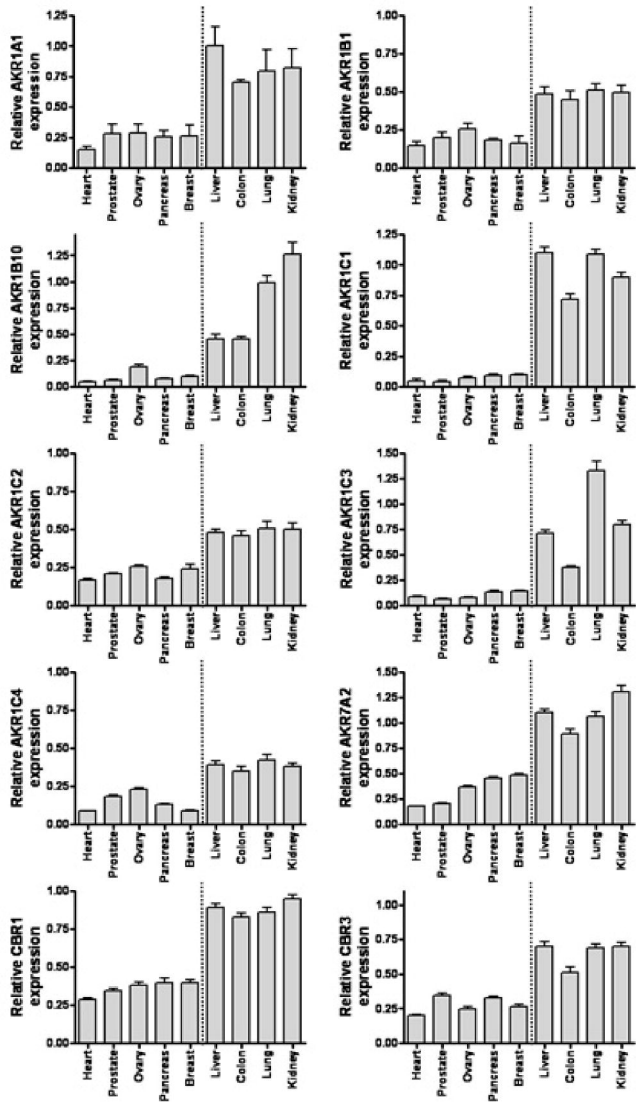 Relative AKR1A1
expression
1.25
1.00
0.75
0.50
0.25
0.00
Heart
Prostate
Ovary
Pancreas
Breast
Liver
Colon
Lung
Kidney
Relative AKR1B1
expression
1.00
0.75
0.50
0.25
0.00
Heart
Prostate
Ovary
Pancreas
Breast
Liver
Colon
Lung
Kidney
Relative AKR1B10
expression
1.25
1.00
0.75
0.50
0.25
0.00
Heart
Prostate
Ovary
Pancreas
Breast
Liver
Colon
Lung
Kidney
Relative AKR1C1
expression
1.25
1.00
0.75
0.50
0.25
0.00
Heart
Prostate
Ovary
Pancreas
Breast
Liver
Colon
Lung
Kidney
Relative AKR1C2
expression
1.00
0.75
0.50
0.25
0.00
Heart
Prostate
Ovary
Pancreas
Breast
Liver
Colon
Lung
Kidney
Relative AKR1C3
expression
1.50
1.25
1.00
0.75
0.50
0.25
0.00
Heart
Prostate
Ovary
Pancreas
Breast
Liver
Colon
Lung
Kidney
Relative AKR1C4
expression
1.00
0.75
0.50
0.25
0.00
Heart
Prostate
Ovary
Pancreas
Breast
Liver
Colon
Lung
Kidney
Relative AKR7A2
expression
1.50
1.25
1.00
0.75
0.50
0.25
0.00
Heart
Prostate
Ovary
Pancreas
Breast
Liver
Colon
Lung
Kidney
Relative CBR1
expression
1.00
0.75
0.50
0.25
0.00
Heart
Prostate
Ovary
Pancreas
Breast
Liver
Colon
Lung
Kidney
Relative CBR3
expression
1.00
0.75
0.50
0.25
0.00
Heart
Prostate
Ovary
Pancreas
Breast
Liver
Colon
Lung
Kidney